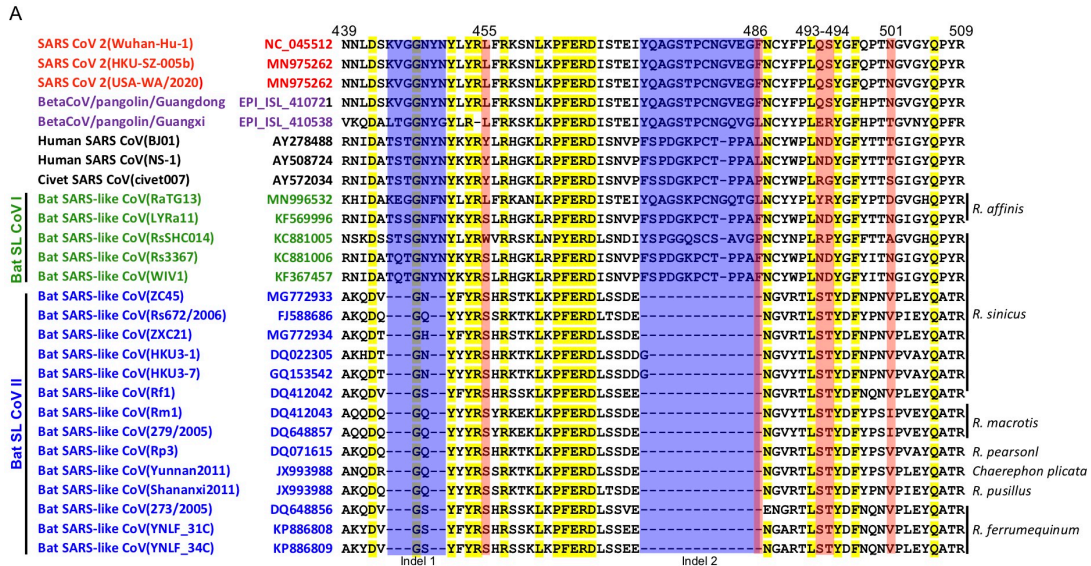 A
439 455 486 493-494 501 509
SARS CoV 2(Wuhan-Hu-1) NC_045512 NNLDSKVGGNYNYLYRLFRKSNLKPFERDISTEIYQAGSTPCNGVEGFNCYFPLQSYGFQPTNGVGYQPYR
SARS CoV 2(HKU-SZ-005b) MN975262 NNLDSKVGGNYNYLYRLFRKSNLKPFERDISTEIYQAGSTPCNGVEGFNCYFPLQSYGFQPTNGVGYQPYR
SARS CoV 2(USA-WA/2020) MN975262 NNLDSKVGGNYNYLYRLFRKSNLKPFERDISTEIYQAGSTPCNGVEGFNCYFPLQSYGFQPTNGVGYQPYR
BetaCoV/pangolin/Guangdong EPI_ISL_410721 NNLDSKVGGNYNYLYRLFRKSNLKPFERDISTEIYQAGSTPCNGVEGFNCYFPLQSYGFQPTNGVGYQPYR
BetaCoV/pangolin/Guangxi EPI_ISL_410538 VKQDALTGGNYGYLR-LFRKSKLKPFERDISTEIYQAGSTPCNGQVGLNCYYPLERYGFHPTTGVNYQPYR
Human SARS CoV(BJ01) AY278488 RNIDATSTGNYNYKYRYLRHGKLRPFERDISNVPFSPDGKPCT-PPALNCYWPLNDYGFYTTTGIGYQPYR
Human SARS CoV(NS-1) AY508724 RNIDATSTGNYNYKYRYLRHGKLRPFERDISNVPFSPDGKPCT-PPALNCYWPLNDYGFYTTTGIGYQPYR
Civet SARS CoV(civet007) AY572034 RNIDATSTGNYNYKYRYLRHGKLRPFERDISNVPFSSDGKPCT-PPAPNCYWPLRGYGFYTTSGIGYQPYR
Bat SL CoV I
Bat SARS-like CoV(RaTG13) MN996532 KHIDAKEGGNFNYLYRLFRKANLKPFERDISTEIYQAGSKPCNGQTGLNCYYPLYRYGFYPTDGVGHQPYR
R. affinis
Bat SARS-like CoV(LYRa11) KF569996 RNIDATSSGNFNYKYRSLRHGKLRPFERDISNVPFSPDGKPCT-PPAFNCYWPLNDYGFYTTNGIGYQPYR
Bat SARS-like CoV(RsSHC014) KC881005 NSKDSSTSGNYNYLYRWVRRSKLNPYERDLSNDIYSPGGQSCS-AVGPNCYNPLRPYGFFTTAGVGHQPYR
Bat SARS-like CoV(Rs3367) KC881006 RNIDATQTGNYNYKYRSLRHGKLRPFERDISNVPFSPDGKPCT-PPAFNCYWPLNDYGFYITNGIGYQPYR
Bat SARS-like CoV(WIV1) KF367457 RNIDATQTGNYNYKYRSLRHGKLRPFERDISNVPFSPDGKPCT-PPAFNCYWPLNDYGFYITNGIGYQPYR
Bat SL CoV II
Bat SARS-like CoV(ZC45) MG772933 AKQDV---GN--YFYRSHRSTKLKPFERDLSSDE-------------NGVRTLSTYDFNPNVPLEYQATR
R. sinicus
Bat SARS-like CoV(Rs672/2006) FJ588686 AKQDQ---GQ--YYYRSSRKTKLKPFERDLTSDE-------------NGVRTLSTYDFYPSVPIEYQATR
Bat SARS-like CoV(ZXC21) MG772934 AKQDT---GH--YFYRSHRSTKLKPFERDLSSDE-------------NGVRTLSTYDFNPNVPLEYQATR
Bat SARS-like CoV(HKU3-1) DQ022305 AKHDT---GN--YYYRSHRKTKLKPFERDLSSDDG------------NGVYTLSTYDFNPNVPVAYQATR
Bat SARS-like CoV(HKU3-7) GQ153542 AKQDT---GN--YYYRSHRKTKLKPFERDLSSDDG------------NGVYTLSTYDFNPNVPVAYQATR
Bat SARS-like CoV(Rf1) DQ412042 AKQDV---GS--YFYRSHRSSKLKPFERDLSSEE-------------NGVRTLSTYDFNQNVPLEYQATR
Bat SARS-like CoV(Rm1) DQ412043 AQQDQ---GQ--YYYRSYRKEKLKPFERDLSSDE-------------NGVYTLSTYDFYPSIPVEYQATR
R. macrotis
Bat SARS-like CoV(279/2005) DQ648857 AQQDQ---GQ--YYYRSYRKEKLKPFERDLSSDE-------------NGVYTLSTYDFYPSIPVEYQATR
Bat SARS-like CoV(Rp3) DQ071615 AKQDQ---GQ--YYYRSHRKTKLKPFERDLSSDE-------------NGVRTLSTYDFYPSVPVAYQATR
R. pearsonl
Bat SARS-like CoV(Yunnan2011) JX993988 ANQDR---GQ--YYYRSHRKTKLKPFERDLSSDE-------------NGVRTLSTYDFYPSVPLAYQATR
Chaerephon plicata
Bat SARS-like CoV(Shananxi2011) JX993988 AKQDQ---GQ--YYYRSSRKTKLKPFERDLTSDE-------------NGVRTLSTYDFYPNVPIEYQATR
R. pusillus
Bat SARS-like CoV(273/2005) DQ648856 AKQDV---GS--YFYRSHRSSKLKPFERDLSSVE------------ENGRTLSTYDFNQNVPLEYQATR
Bat SARS-like CoV(YNLF_31C) KP886808 AKYDV---GS--YFYRSHRSSKLKPFERDLSSEE-------------NGARTLSTYDFNQNVPLEYQATR
R. ferrumequinum
Bat SARS-like CoV(YNLF_34C) KP886809 AKYDV---GS--YFYRSHRSSKLKPFERDLSSEE-------------NGARTLSTYDFNQNVPLEYQATR
Indel 1 Indel 2